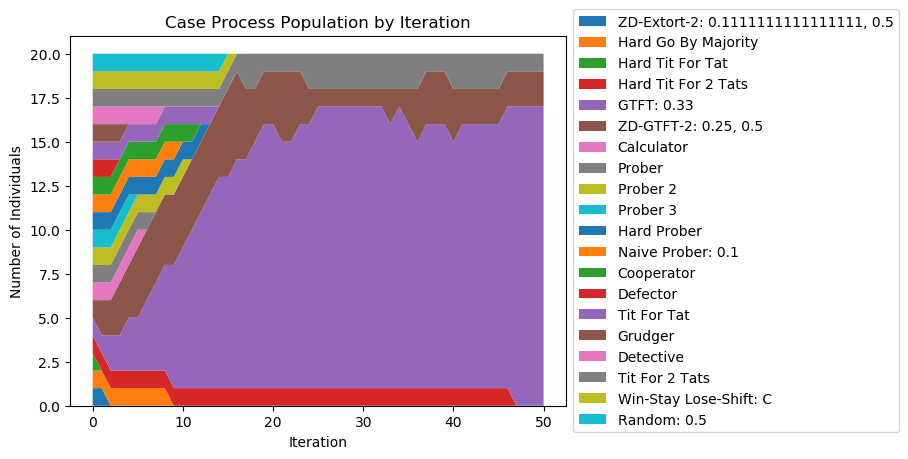 Case Process Population by Iteration
Number of Individuals
20.0
17.5
15.0
12.5
10.0
7.5
5.0
2.5
0.0
0
10
20
30
40
50
Iteration
ZD-Extort-2: 0.1111111111111111, 0.5
Hard Go By Majority
Hard Tit For Tat
Hard Tit For 2 Tats
GTFT: 0.33
ZD-GTFT-2: 0.25, 0.5
Calculator
Prober
Prober 2
Prober 3
Hard Prober
Naive Prober: 0.1
Cooperator
Defector
Tit For Tat
Grudger
Detective
Tit For 2 Tats
Win-Stay Lose-Shift: C
Random: 0.5